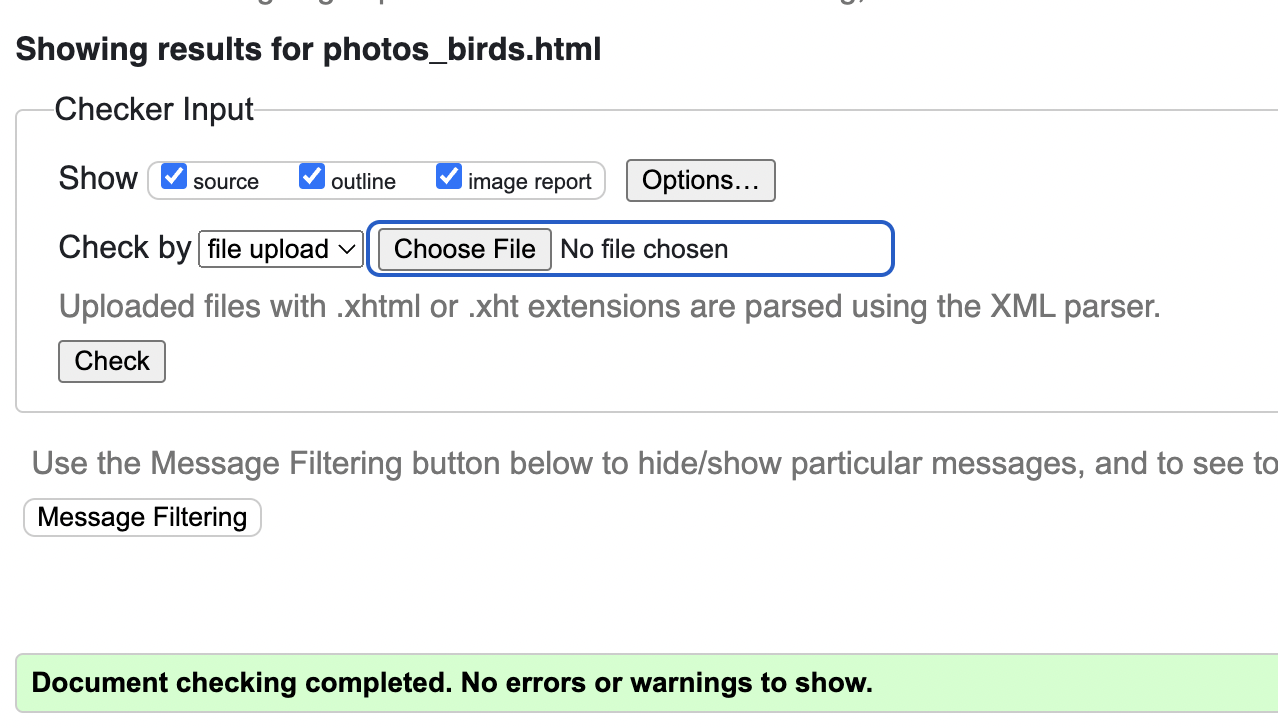 Showing results for photos_birds.html
Checker Input
Show source outline image report Options…
Check by file upload Choose File No file chosen
Uploaded files with .xhtml or .xht extensions are parsed using the XML parser.
Check
Use the Message Filtering button below to hide/show particular messages, and to see to
Message Filtering
Document checking completed. No errors or warnings to show.